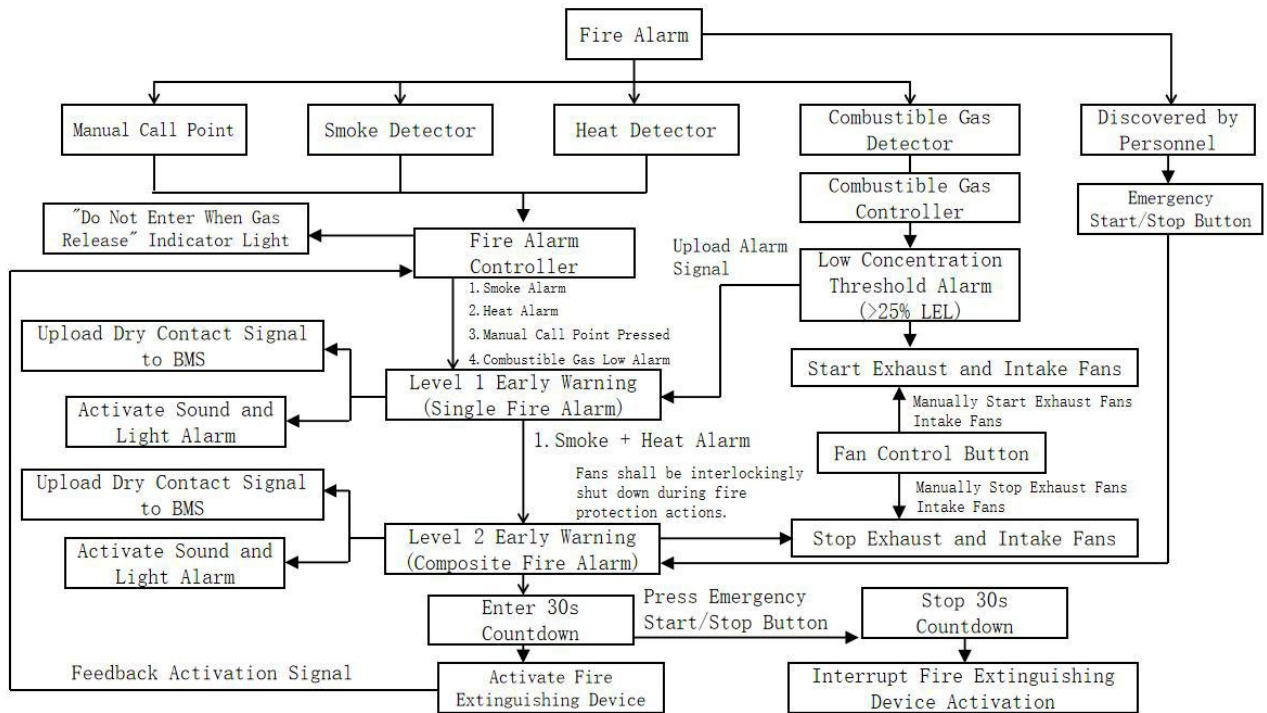 Fire Alarm
Manual Call Point
Smoke Detector
Heat Detector
Combustible Gas
Detector
Discovered by
Personnel
Combustible Gas
Controller
Emergency
Start/Stop Button
"Do Not Enter When Gas
Release" Indicator Light
Fire Alarm
Controller
Upload Alarm
Signal
Low Concentration
Threshold Alarm
(>25% LEL)
1. Smoke Alarm
2. Heat Alarm
3. Manual Call Point Pressed
4. Combustible Gas Low Alarm
Upload Dry Contact Signal
to BMS
Start Exhaust and Intake Fans
Level 1 Early Warning
(Single Fire Alarm)
Activate Sound and
Light Alarm
Manually Start Exhaust Fans
Intake Fans
1. Smoke + Heat Alarm
Fan Control Button
Fans shall be interlockingly
shut down during fire
protection actions.
Upload Dry Contact Signal
to BMS
Manually Stop Exhaust Fans
Intake Fans
Level 2 Early Warning
(Composite Fire Alarm)
Stop Exhaust and Intake Fans
Activate Sound and
Light Alarm
Enter 30s
Countdown
Press Emergency
Start/Stop Button
Stop 30s
Countdown
Feedback Activation Signal
Activate Fire
Extinguishing Device
Interrupt Fire Extinguishing
Device Activation